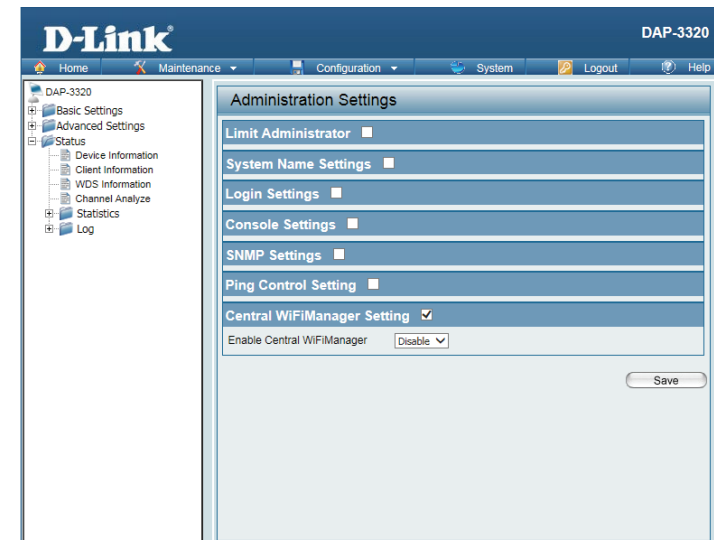 D-Link®
DAP-3320
Home Maintenance Configuration System Logout Help
DAP-3320
Basic Settings
Advanced Settings
Status
Device Information
Client Information
WDS Information
Channel Analyze
Statistics
Log
Administration Settings
Limit Administrator
System Name Settings
Login Settings
Console Settings
SNMP Settings
Ping Control Setting
Central WiFiManager Setting
Enable Central WiFiManager Disable
Save